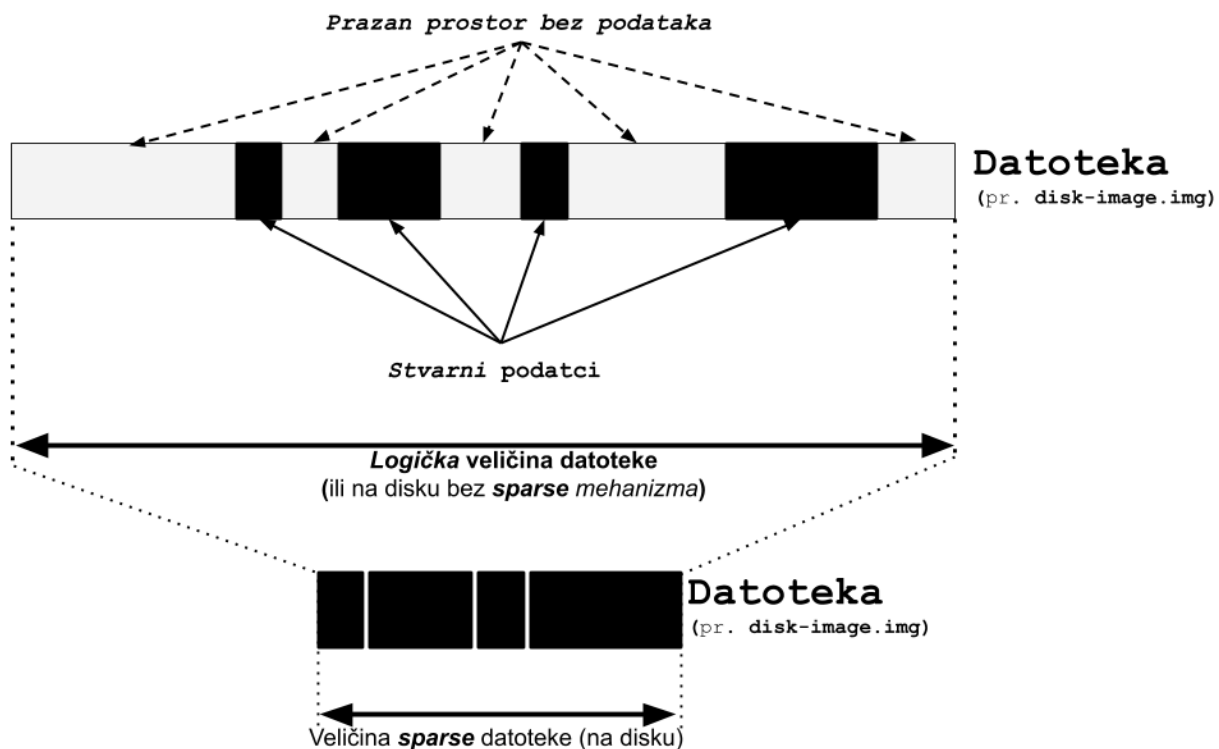 Prazan prostor bez podataka
Datoteka
(pr. disk-image.img)
Stvarni podatci
Logička veličina datoteke
(ili na disku bez sparse mehanizma)
Datoteka
(pr. disk-image.img)
Veličina sparse datoteke (na disku)